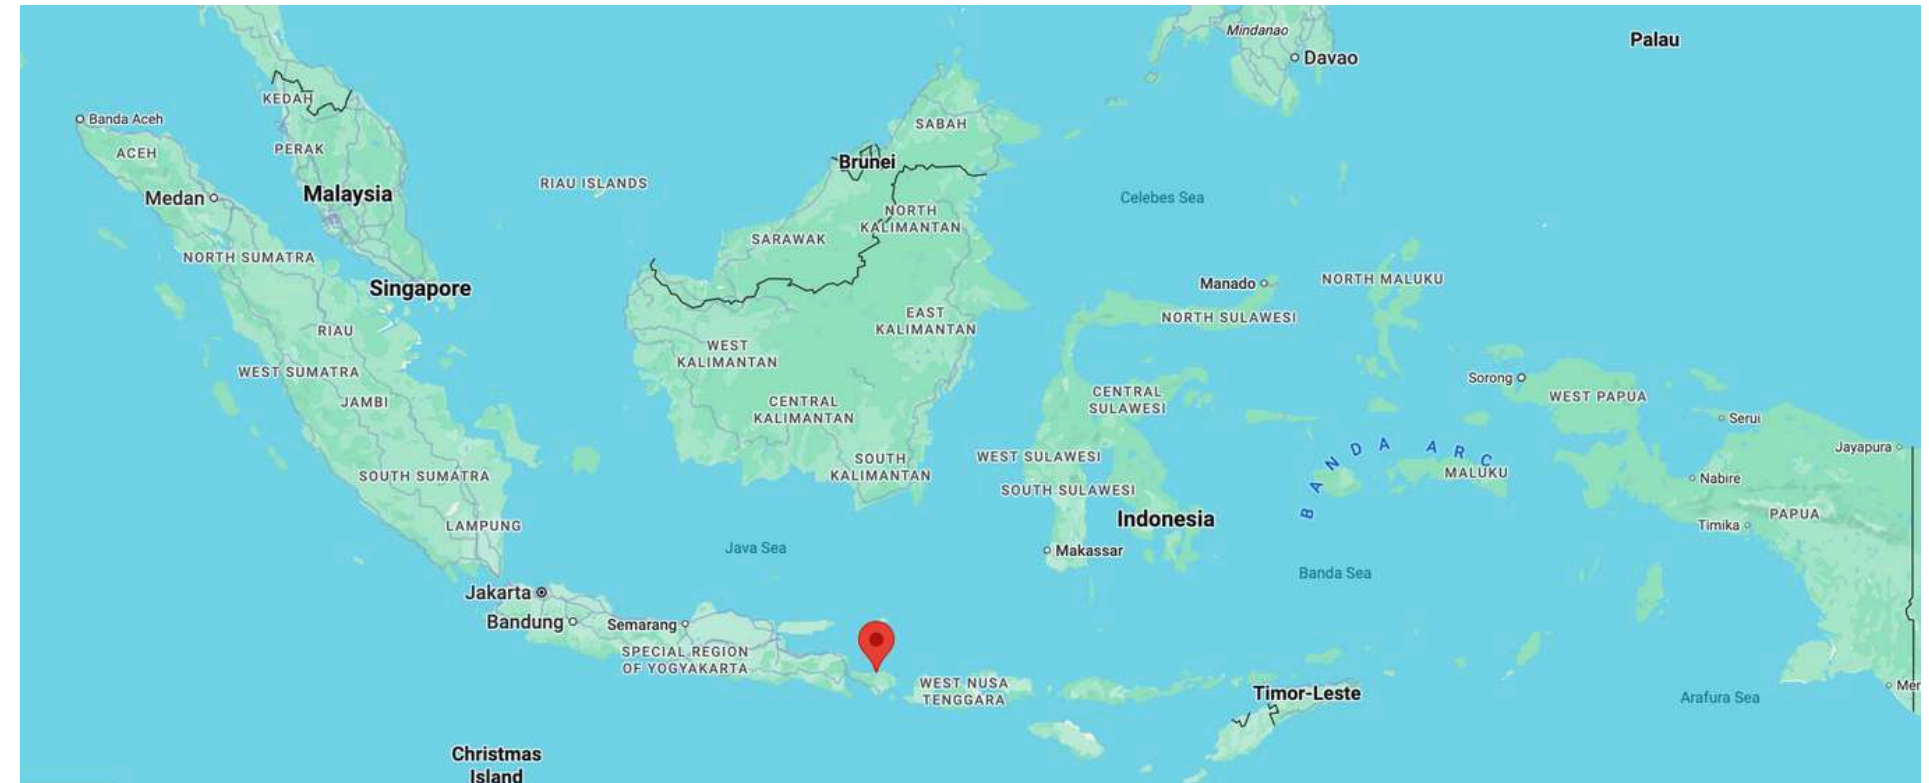 Mindanao
Palau
Davao
KEDAH
Banda Aceh
SABAH
ACEH
PERAK
Brunei
RIAU ISLANDS
Malaysia
Medan
Celebes Sea
NORTH
KALIMANTAN
SARAWAK
NORTH SUMATRA
Singapore
Manado
NORTH MALUKU
EAST
KALIMANTAN
NORTH SULAWESI
RIAU
WEST
KALIMANTAN
WEST SUMATRA
Sorong
CENTRAL
SULAWESI
WEST PAPUA
JAMBI
CENTRAL
KALIMANTAN
Serui
BANDA ARC
Jayapura
WEST SULAWESI
SOUTH
KALIMANTAN
MALUKU
SOUTH SUMATRA
Nabire
SOUTH SULAWESI
PAPUA
LAMPUNG
Indonesia
Timika
Java Sea
Makassar
Banda Sea
Jakarta
Bandung
Semarang
SPECIAL REGION
OF YOGYAKARTA
WEST NUSA
TENGGARA
Timor-Leste
Mer
Arafura Sea
Christmas
Island